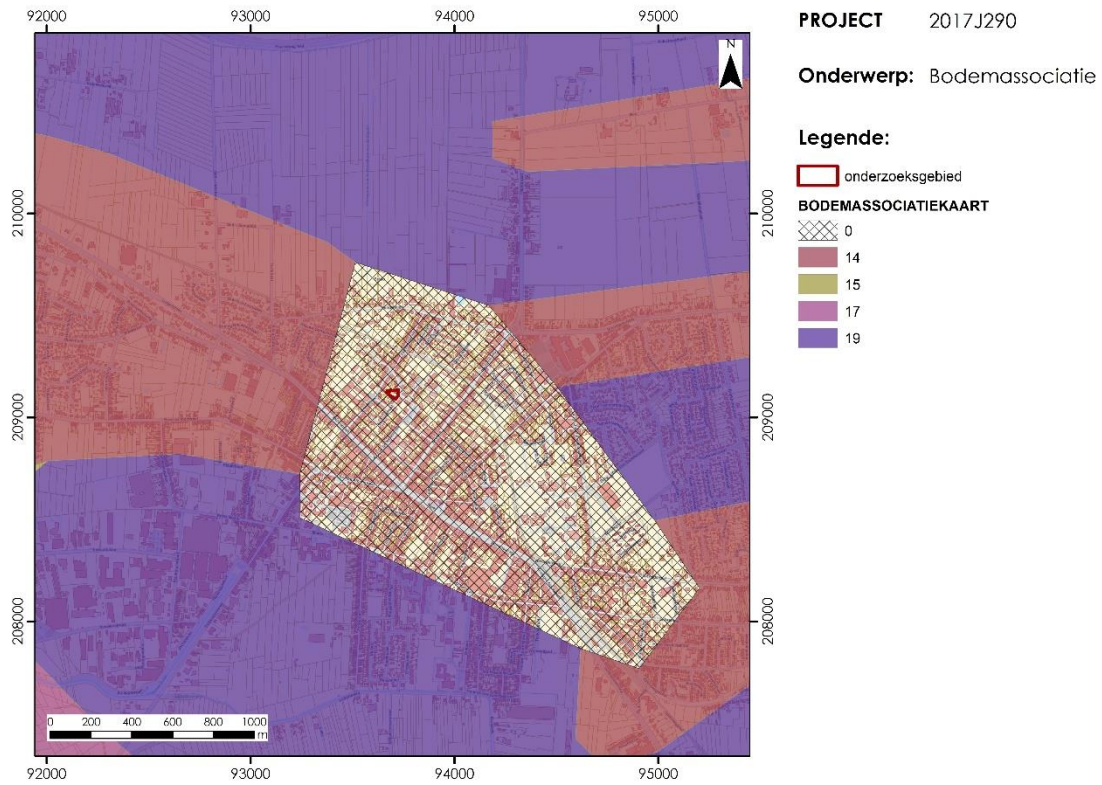 92000 93000 94000 95000
PROJECT 2017J290
Onderwerp: Bodemassociatie
Legende:
onderzoeksgebied
BODEMASSOCIATIEKAART
0
14
15
17
19
N
210000 210000
209000 209000
208000 208000
0 200 400 600 800 1000
m
92000 93000 94000 95000